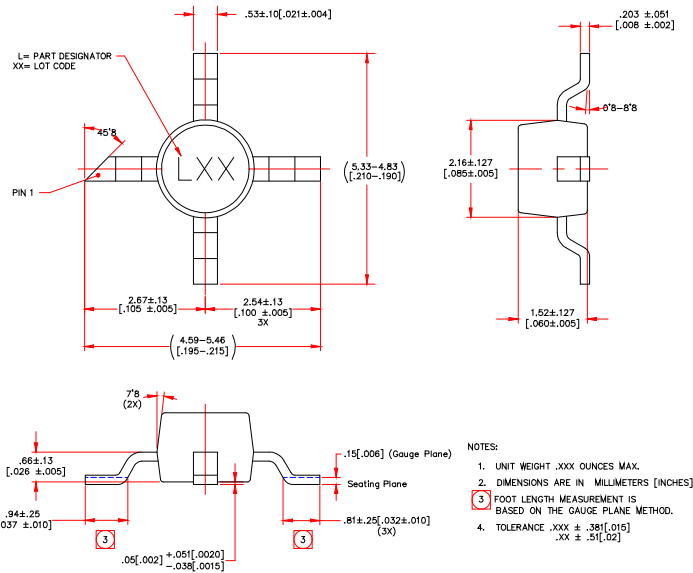 .53±.10[.021±.004]
.203 ±.051
[.008 ±.002]
L= PART DESIGNATOR
XX= LOT CODE
0°8-8°8
45°8
LXX
PIN 1
5.33-4.83
[.210-.190]
2.16±.127
[.085±.005]
2.67±.13
[.105 ±.005]
2.54±.13
[.100 ±.005]
3X
1.52±.127
[.060±.005]
4.59-5.46
[.195-.215]
7°8
(2X)
.66±.13
[.026 ±.005]
.15[.006] (Gauge Plane)
Seating Plane
.94±.25
037 ±.010]
.81±.25[.032±.010]
(3X)
3
3
.05[.002] +.051[.0020]
-.038[.0015]
NOTES:
1. UNIT WEIGHT .XXX OUNCES MAX.
2. DIMENSIONS ARE IN MILLIMETERS [INCHES]
3 FOOT LENGTH MEASUREMENT IS
BASED ON THE GAUGE PLANE METHOD.
4. TOLERANCE .XXX ± .381[.015]
.XX ± .51[.02]